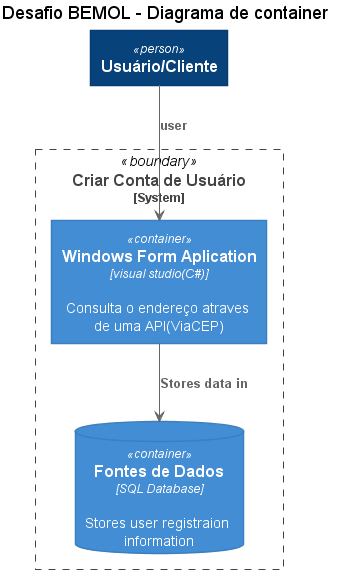 Desafio BEMOL - Diagrama de container
«person»
Usuário/Cliente
user
«boundary»
Criar Conta de Usuário
[System]
«container»
Windows Form Aplication
[visual studio(C#)]
Consulta o endereço atraves
de uma API(ViaCEP)
Stores data in
«container»
Fontes de Dados
[SQL Database]
Stores user registraion
information